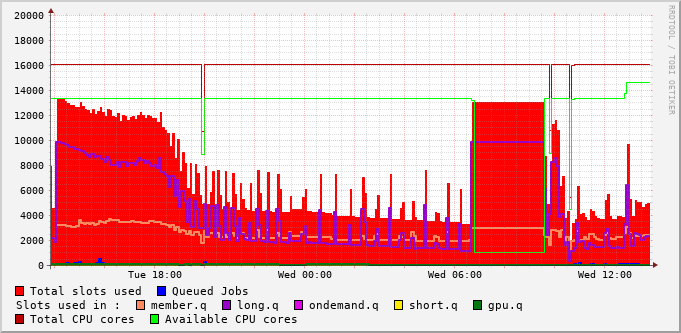 20000
18000
16000
14000
12000
10000
8000
6000
4000
2000
0
Tue 18:00 Wed 00:00 Wed 06:00 Wed 12:00
Total slots used Queued Jobs
Slots used in : member.q long.q ondemand.q short.q gpu.q
Total CPU cores Available CPU cores
RRDTOOL / TOBI OETIKER